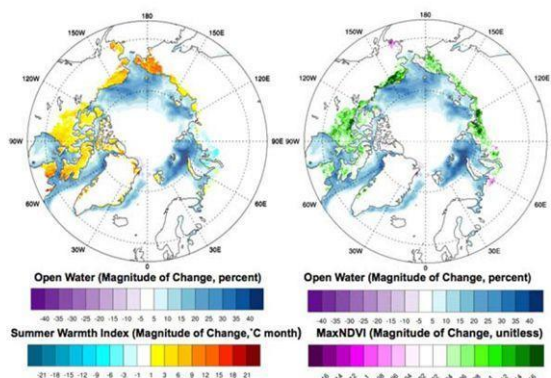 180
150W
150E
120W
120E
90W
90E
60W
60E
30W
30E
0
Open Water (Magnitude of Change, percent)
-40 -35 -30 -25 -20 -15 -10 -5 5 10 15 20 25 30 35 40
Summer Warmth Index (Magnitude of Change,°C month)
-21 -18 -15 -12 -9 -6 -3 -1 1 3 6 9 12 15 18 21
180
150W
150E
120W
120E
90W
90E
60W
60E
30W
30E
0
Open Water (Magnitude of Change, percent)
-40 -35 -30 -25 -20 -15 -10 -5 5 10 15 20 25 30 35 40
MaxNDVI (Magnitude of Change, unitless)